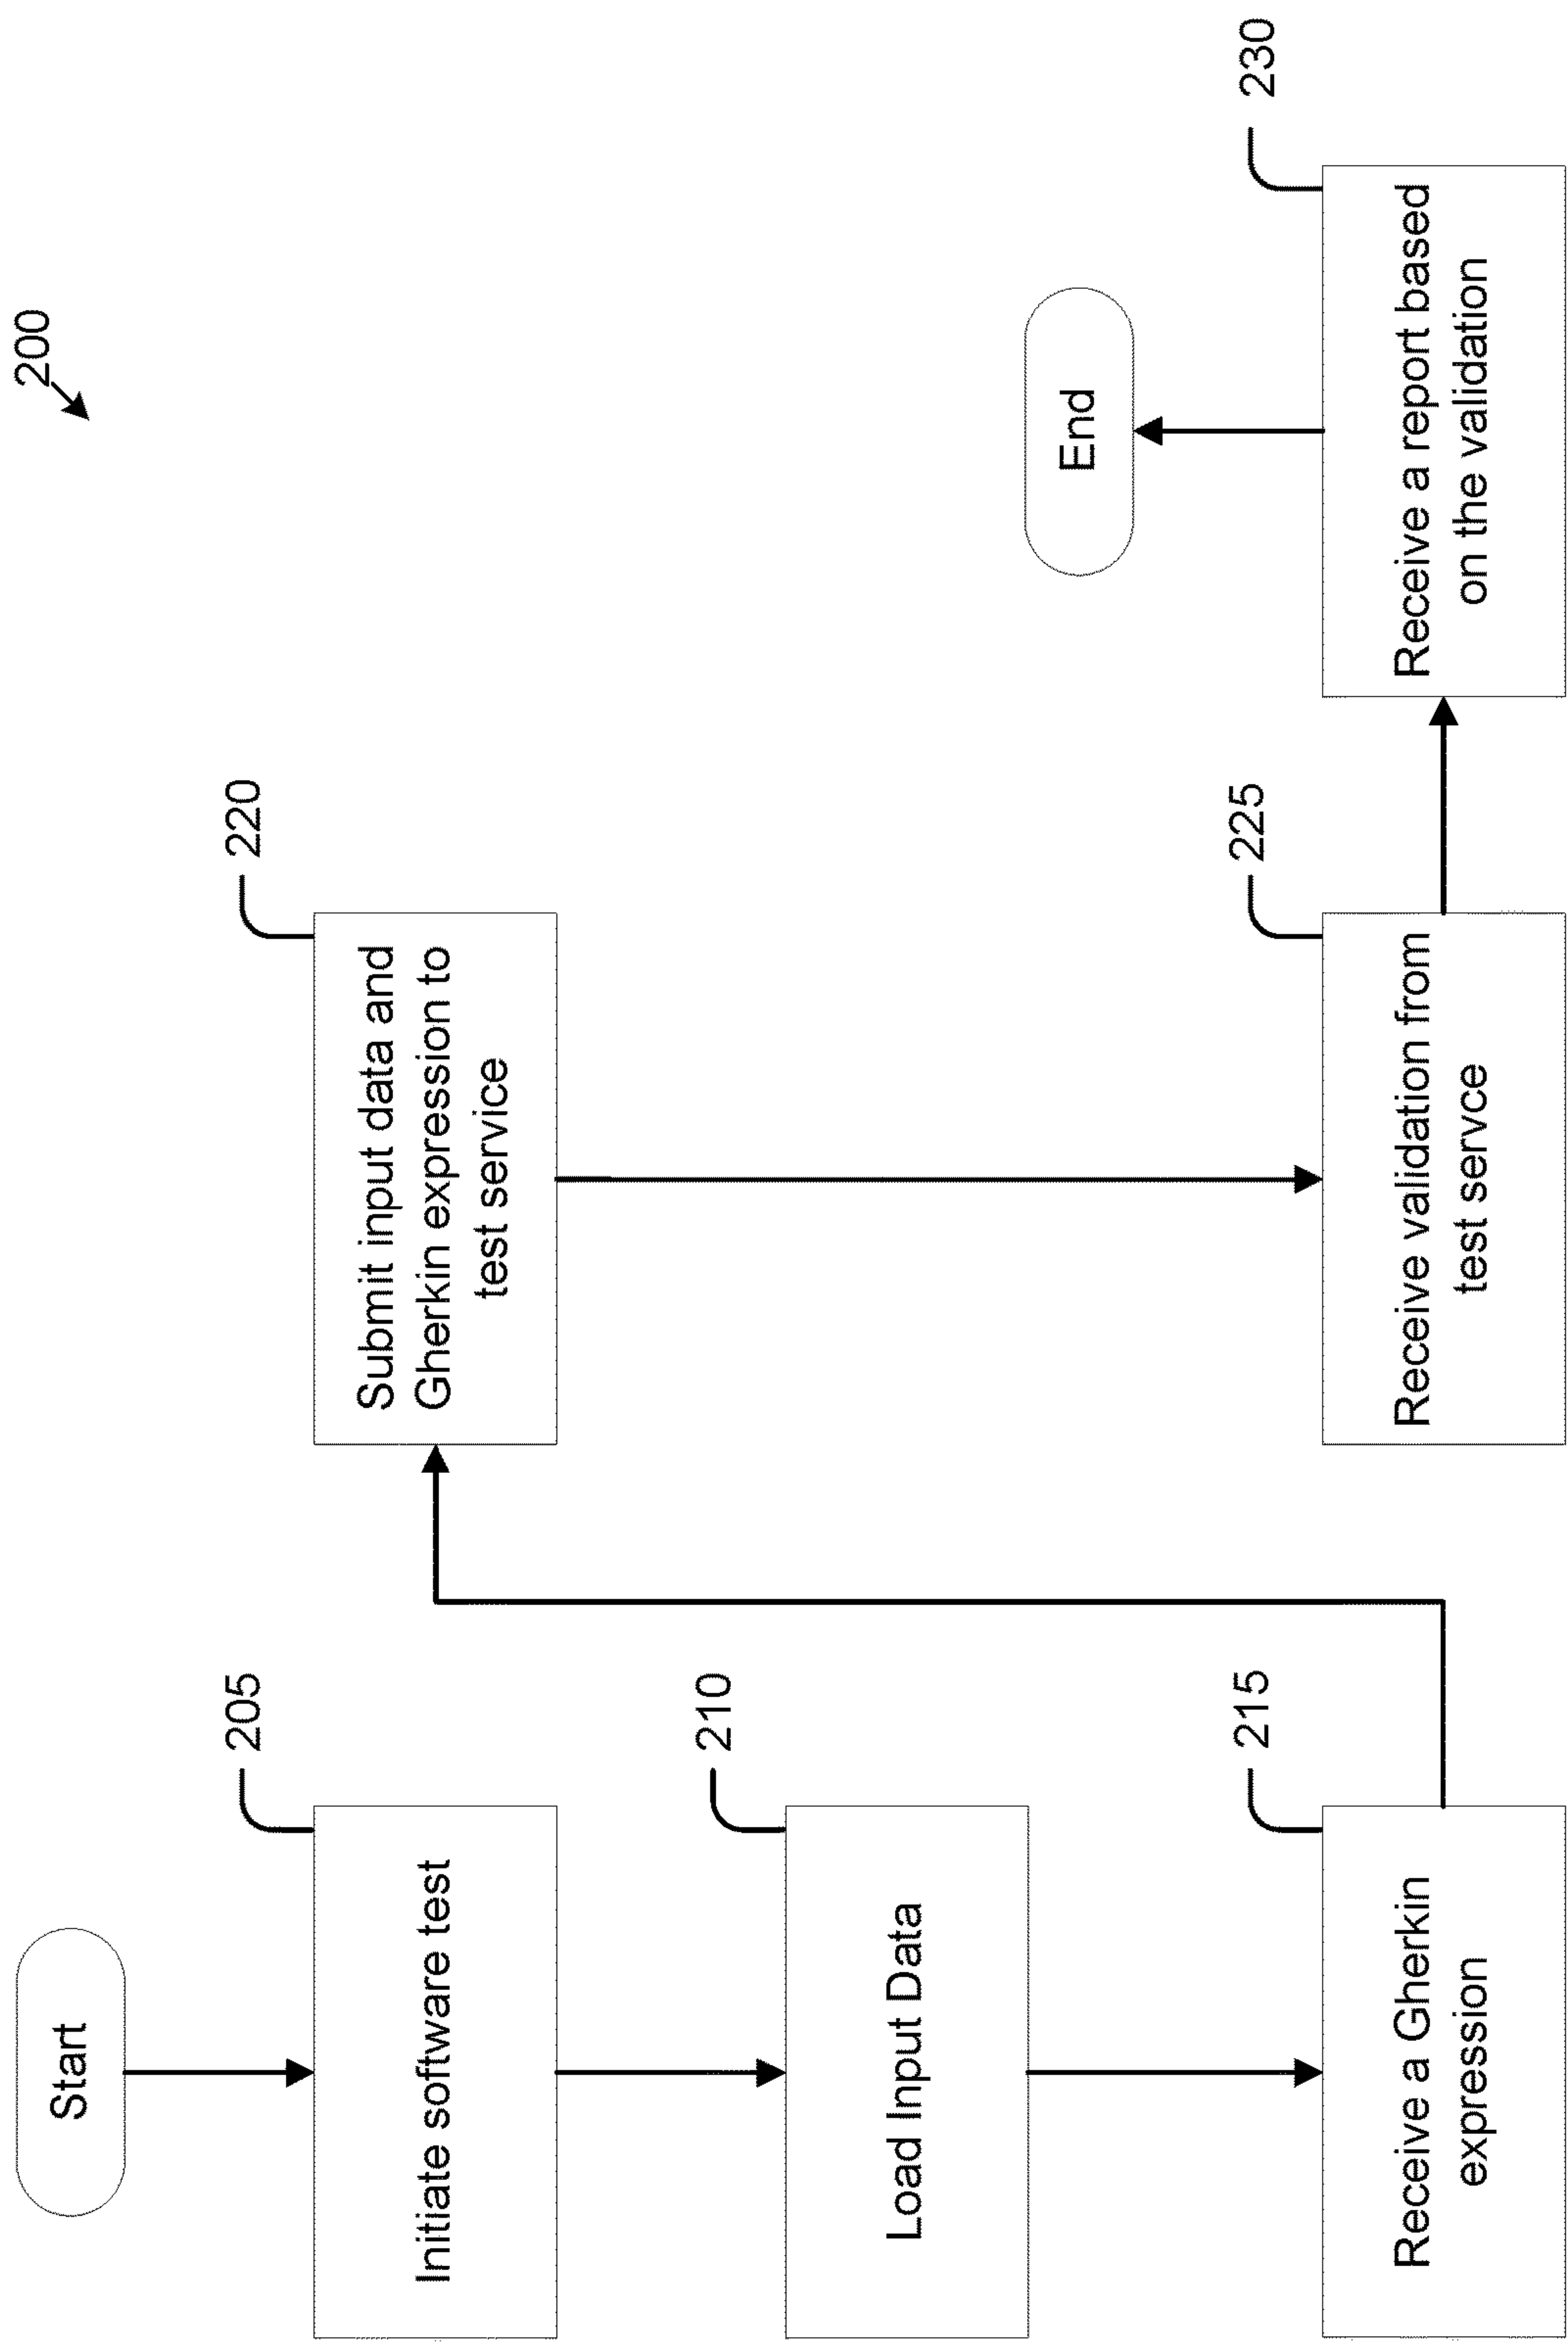 200
Start
205
Initiate software test
210
Load Input Data
215
Receive a Gherkin
expression
220
Submit input data and
Gherkin expression to
test service
225
Receive validation from
test servce
230
Receive a report based
on the validation
End